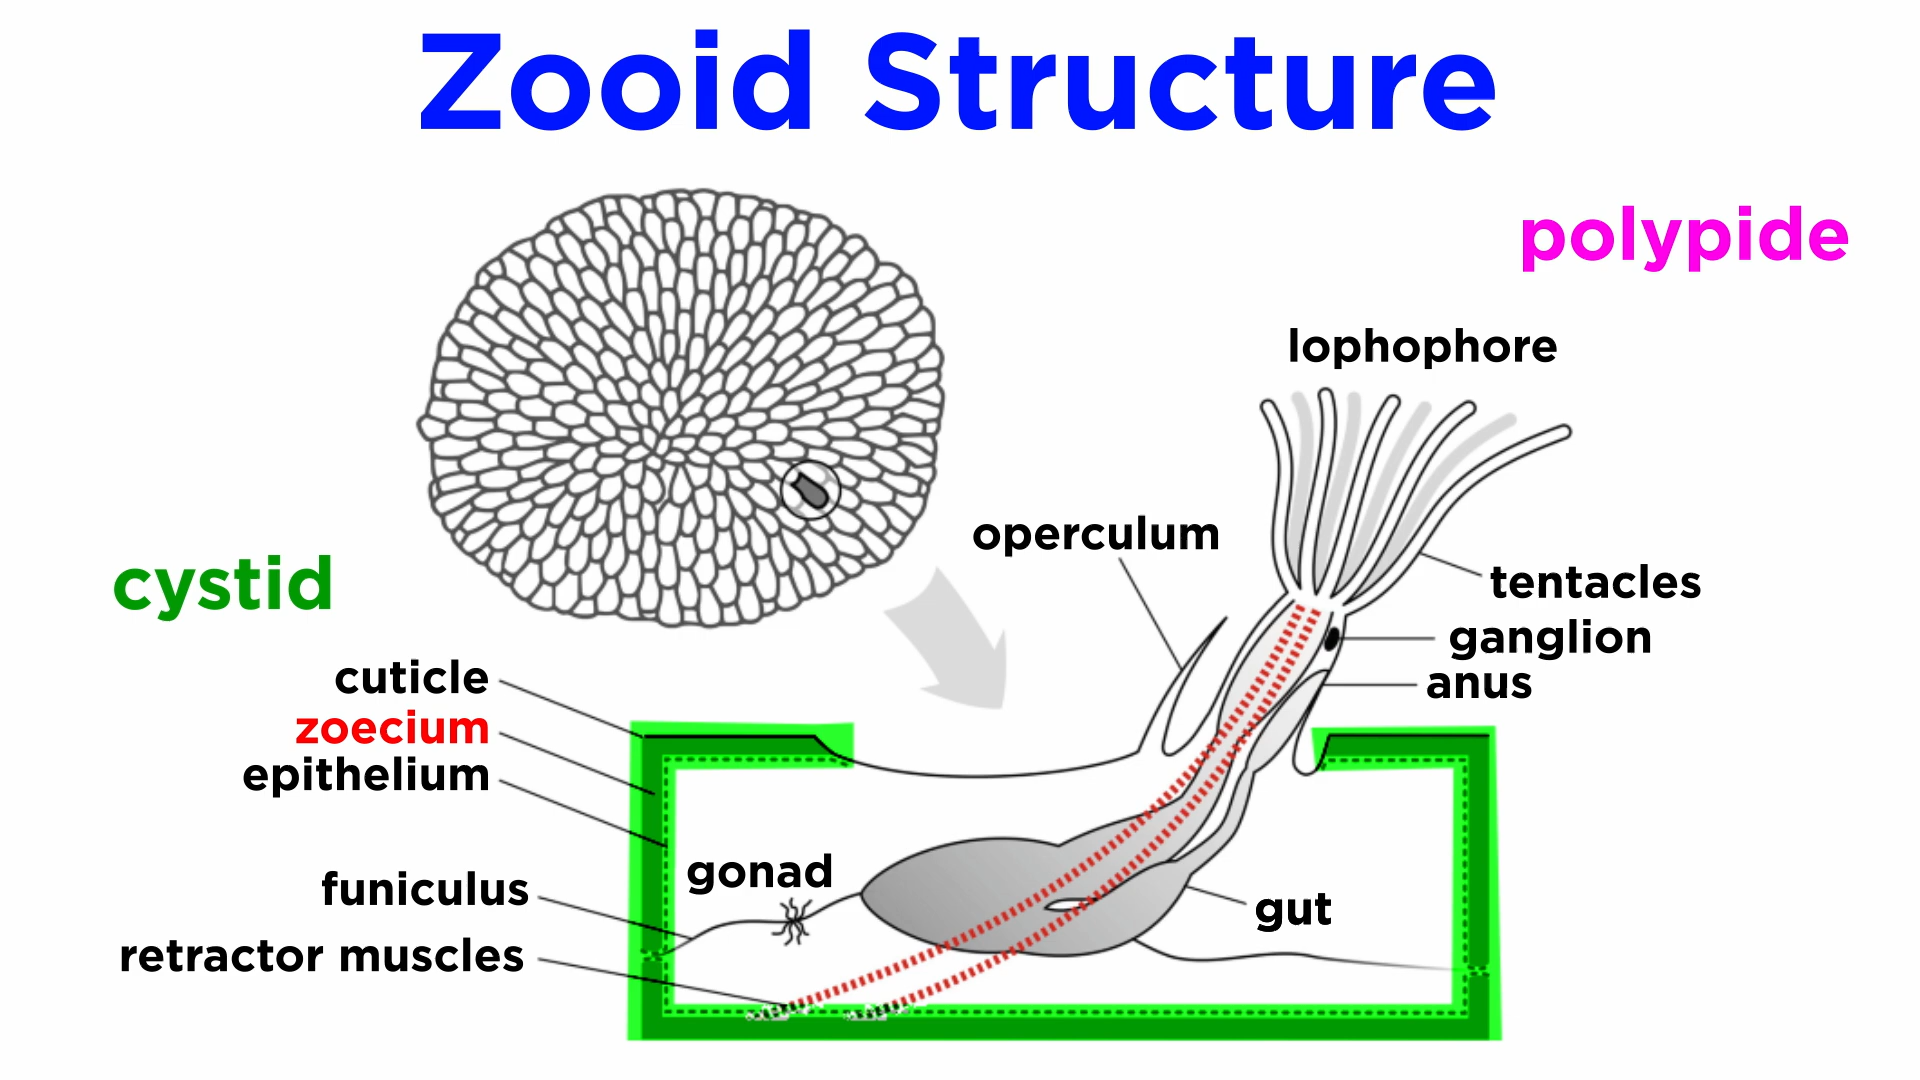 Zooid Structure
polypide
lophophore
operculum
cystid
tentacles
ganglion
cuticle
anus
zoecium
epithelium
gonad
funiculus
gut
retractor muscles